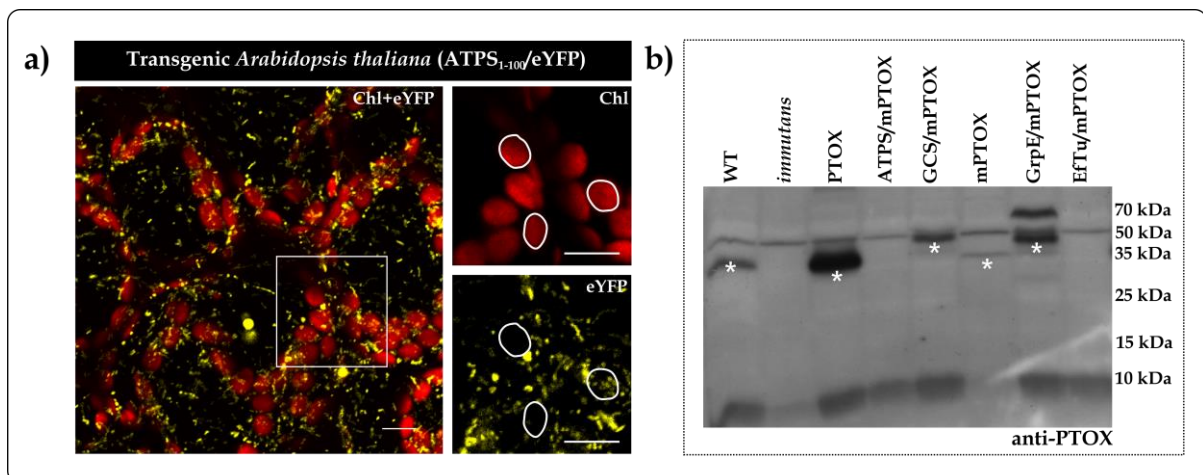 a)
Transgenic Arabidopsis thaliana (ATPS1-100/eYFP)
Chl+eYFP
Chl
eYFP
b)
WT
immutans
PTOX
ATPS/mPTOX
GCS/mPTOX
mPTOX
GrpE/mPTOX
EfTu/mPTOX
70 kDa
50 kDa
35 kDa
25 kDa
15 kDa
10 kDa
* * * * *
anti-PTOX